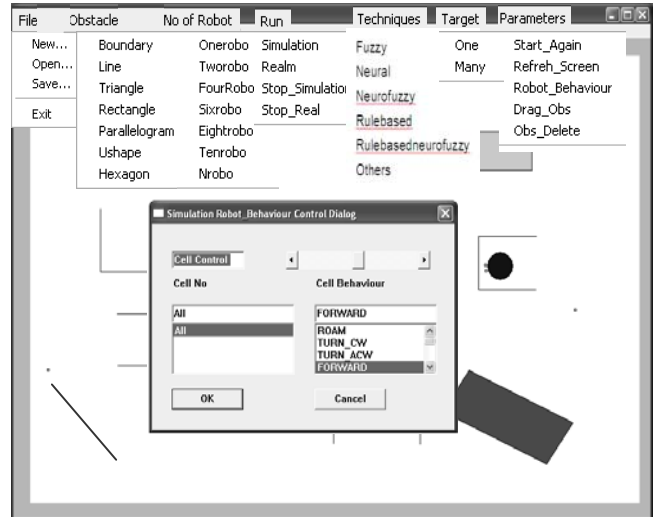 File Obstacle No of Robot Run Techniques Target Parameters
New...
Open...
Save...
Exit
Boundary
Line
Triangle
Rectangle
Parallelogram
Ushape
Hexagon
Onerobo
Tworobo
FourRobo
Sixrobo
Eightrobo
Tenrobo
Nrobo
Simulation
Realm
Stop_Simulation
Stop_Real
Fuzzy
Neural
Neurofuzzy
Rulebased
Rulebasedneurofuzzy
Others
One
Many
Start_Again
Refreh_Screen
Robot_Behaviour
Drag_Obs
Obs_Delete
Simulation Robot_Behaviour Control Dialog
Cell Control
Cell No
All
All
Cell Behaviour
FORWARD
ROAM
TURN_CW
TURN_ACW
FORWARD
OK Cancel